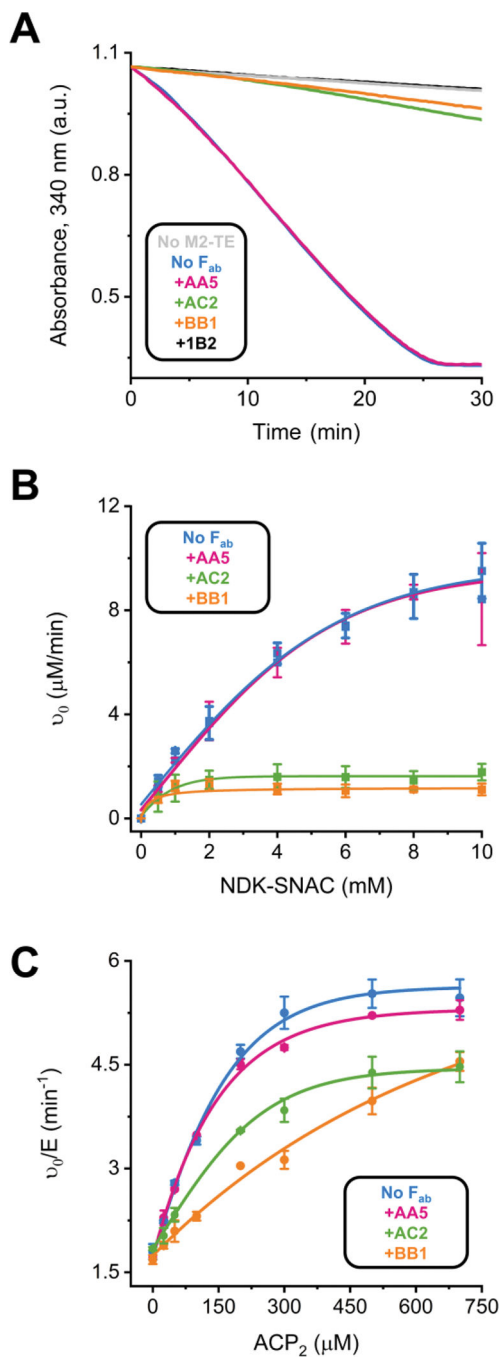 A
1.1
0.8
0.5
Absorbance, 340 nm (a.u.)
No M2-TE
No Fab
+AA5
+AC2
+BB1
+1B2
0 10 20 30
Time (min)
B
12
8
4
0
υ0 (μM/min)
No Fab
+AA5
+AC2
+BB1
0 2 4 6 8 10
NDK-SNAC (mM)
C
6
4.5
3
1.5
υ0/E (min⁻¹)
No Fab
+AA5
+AC2
+BB1
0 150 300 450 600 750
ACP2 (μM)